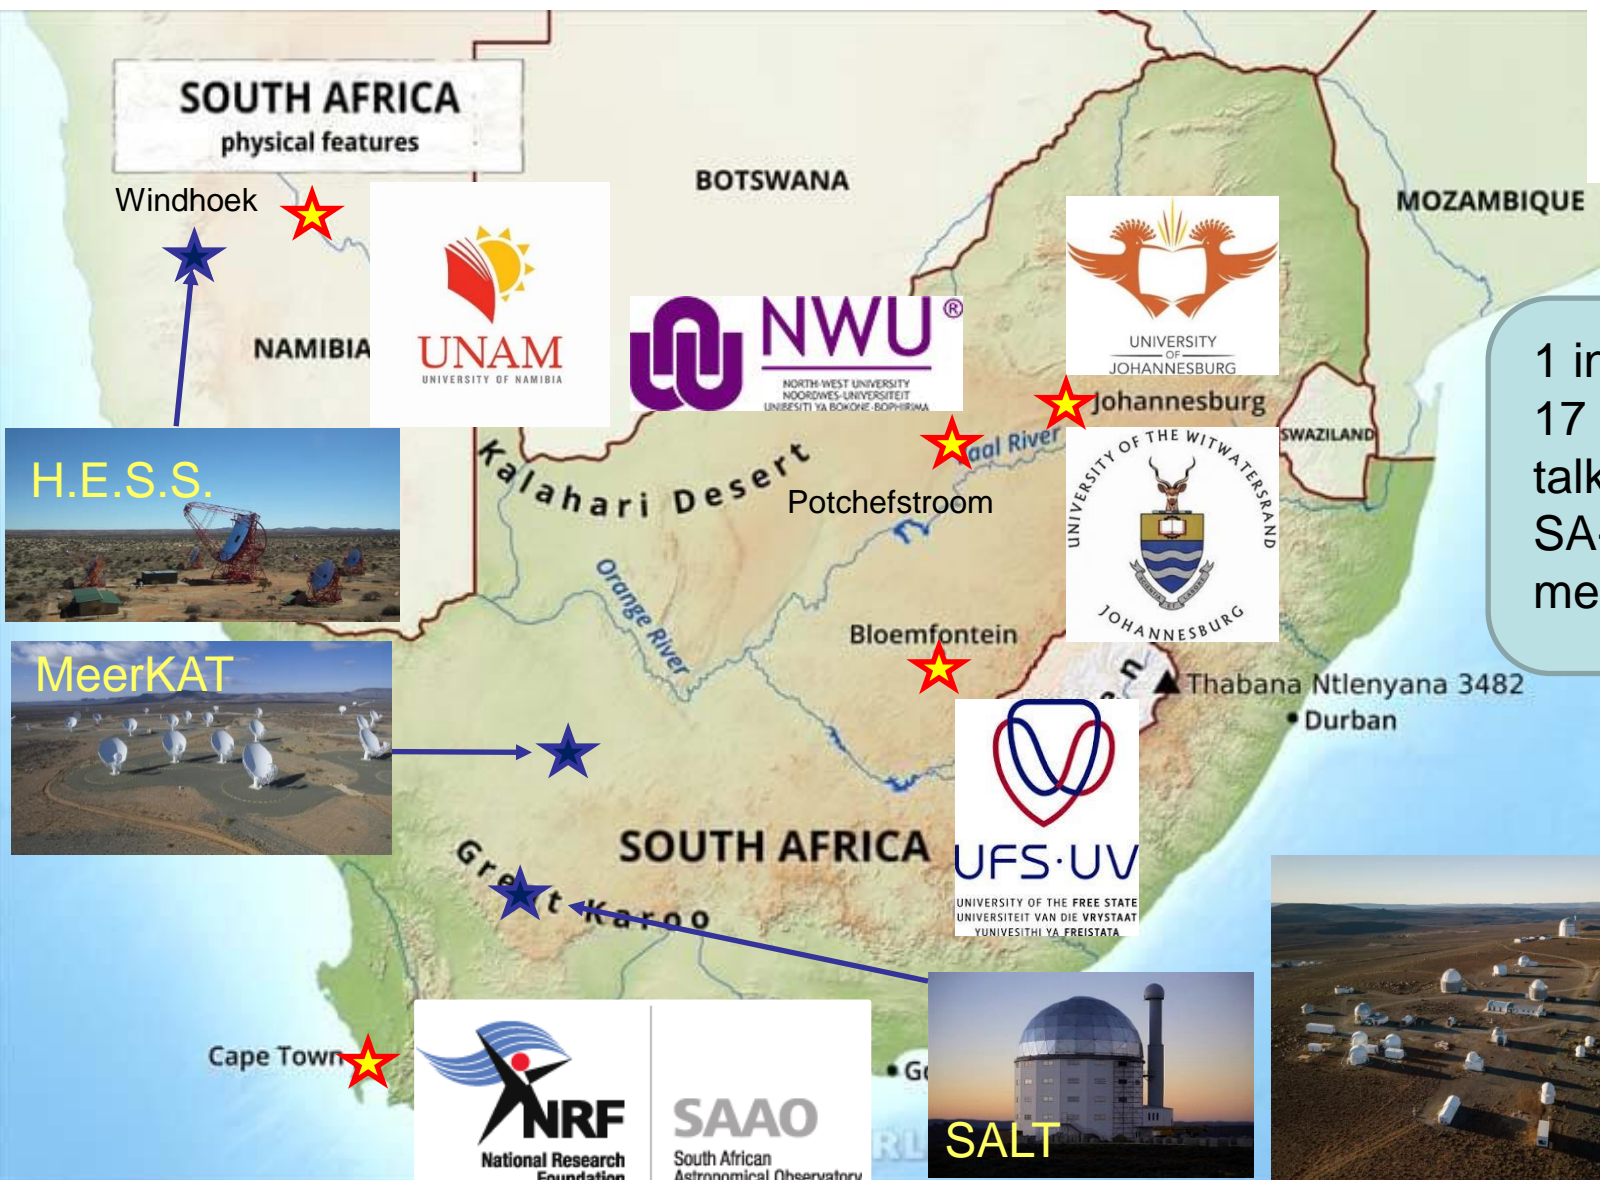 SOUTH AFRICA
physical features
Windhoek
BOTSWANA
MOZAMBIQUE
NAMIBIA
UNAM
UNIVERSITY OF NAMIBIA
NWU®
NORTH-WEST UNIVERSITY
NOORDWES-UNIVERSITEIT
UNIBESITI YA BOKONE-BOPHIRIMA
UNIVERSITY
OF
JOHANNESBURG
Johannesburg
SWAZILAND
1
17
SA-
H.E.S.S.
Kalahari Desert
River
Potchefstroom
UNIVERSITY OF THE WITWATERSRAND
JOHANNESBURG
Orange River
Bloemfontein
MeerKAT
Thabana Ntlenyana 3482
Durban
SOUTH AFRICA
Great Karoo
UFS·UV
UNIVERSITY OF THE FREE STATE
UNIVERSITEIT VAN DIE VRYSTAAT
YUNIVESITHI YA FREISTATA
Cape Town
NRF
National Research
Foundation
SAAO
South African
Astronomical Observatory
SALT